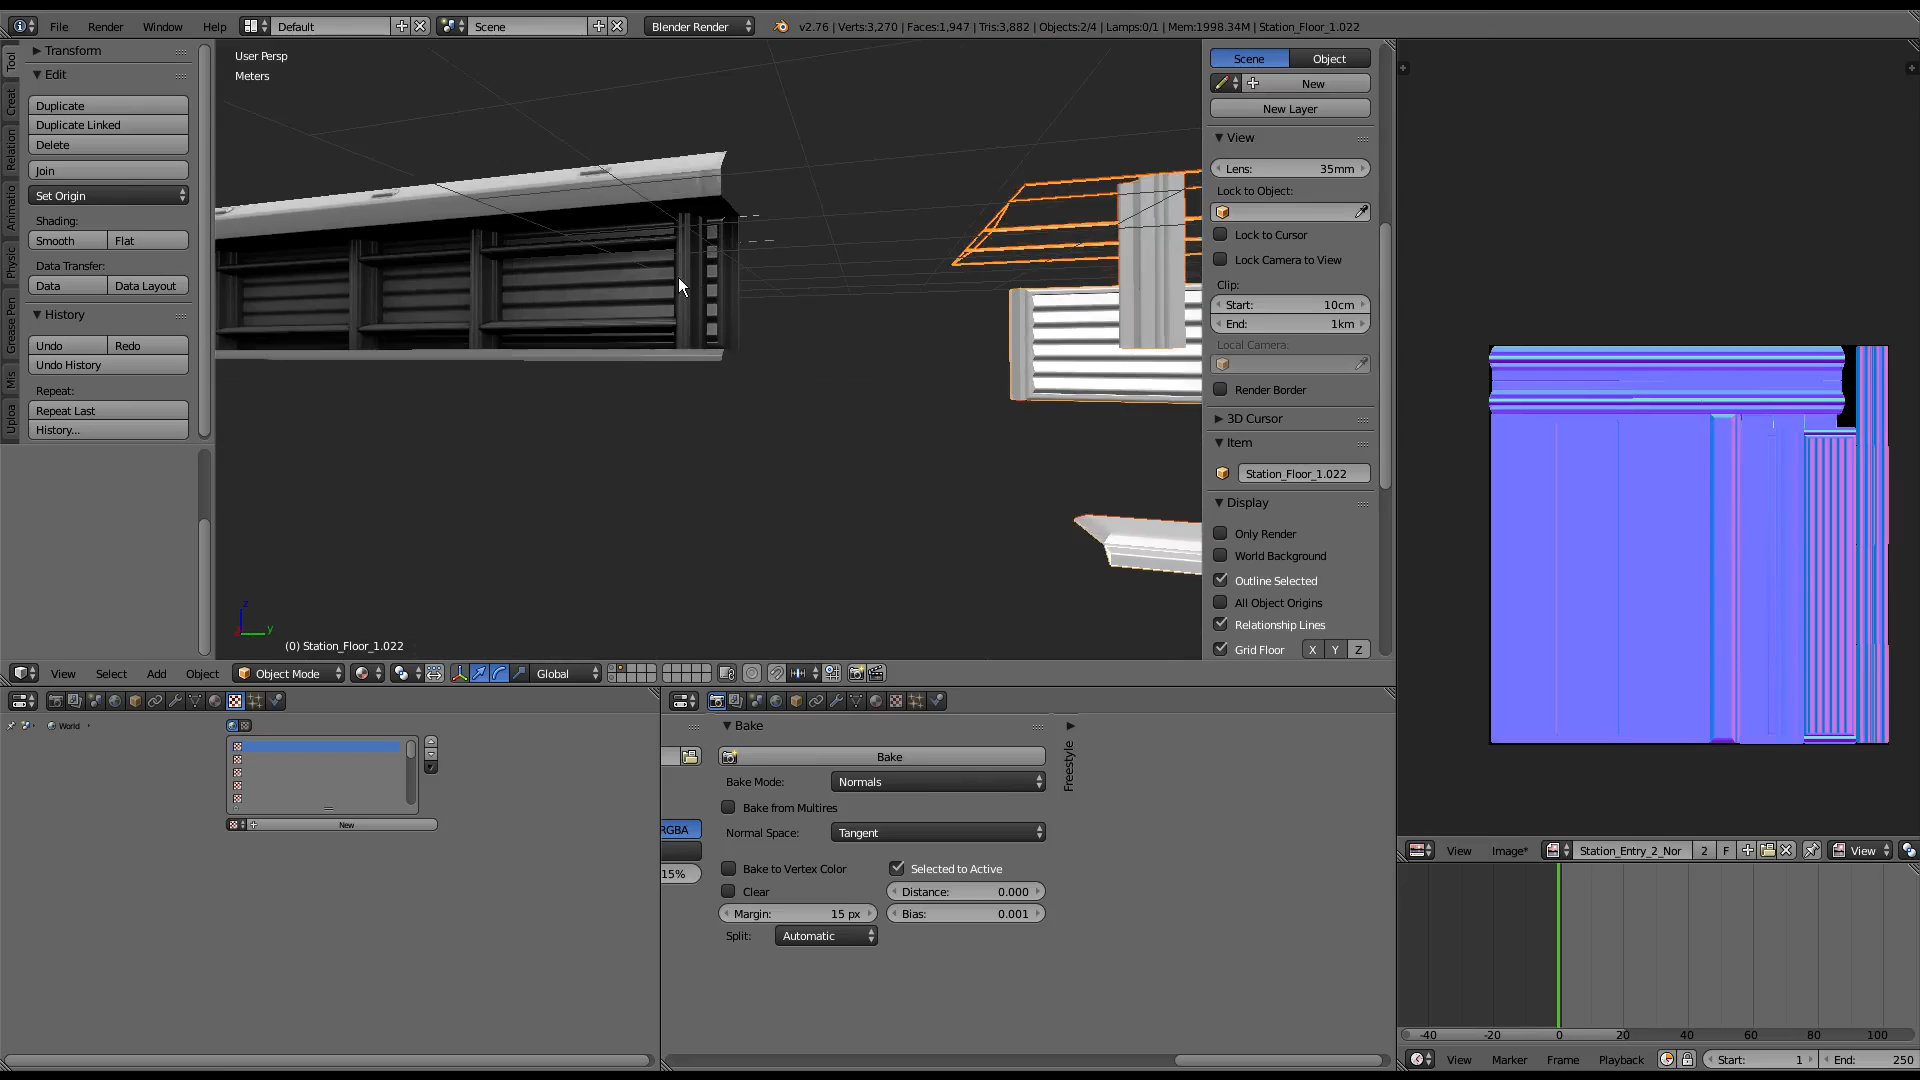 File Render Window Help Default Scene Blender Render v2.76 | Verts:3,270 | Faces:1,947 | Tris:3,882 | Objects:2/4 | Lamps:0/1 | Mem:1998.34M | Station_Floor_1.022
Tool
Creat
Relation
Animatio
Physic
Grease Pen
Mis
Uploa
Transform
Edit
Duplicate
Duplicate Linked
Delete
Join
Set Origin
Shading:
Smooth Flat
Data Transfer:
Data Data Layout
History
Undo Redo
Undo History
Repeat:
Repeat Last
History...
User Persp
Meters
z
y
(0) Station_Floor_1.022
Scene Object
New
New Layer
View
Lens: 35mm
Lock to Object:
Lock to Cursor
Lock Camera to View
Clip:
Start: 10cm
End: 1km
Local Camera:
Render Border
3D Cursor
Item
Station_Floor_1.022
Display
Only Render
World Background
Outline Selected
All Object Origins
Relationship Lines
Grid Floor X Y Z
View Select Add Object Object Mode Global
World
New
RGBA
15%
Bake
Bake
Bake Mode: Normals
Bake from Multires
Normal Space: Tangent
Bake to Vertex Color Selected to Active
Clear Distance: 0.000
Margin: 15 px Bias: 0.001
Split: Automatic
Freestyle
View Image* Station_Entry_2_Nor 2 F View
-40 -20 0 20 40 60 80 100
View Marker Frame Playback Start: 1 End: 250